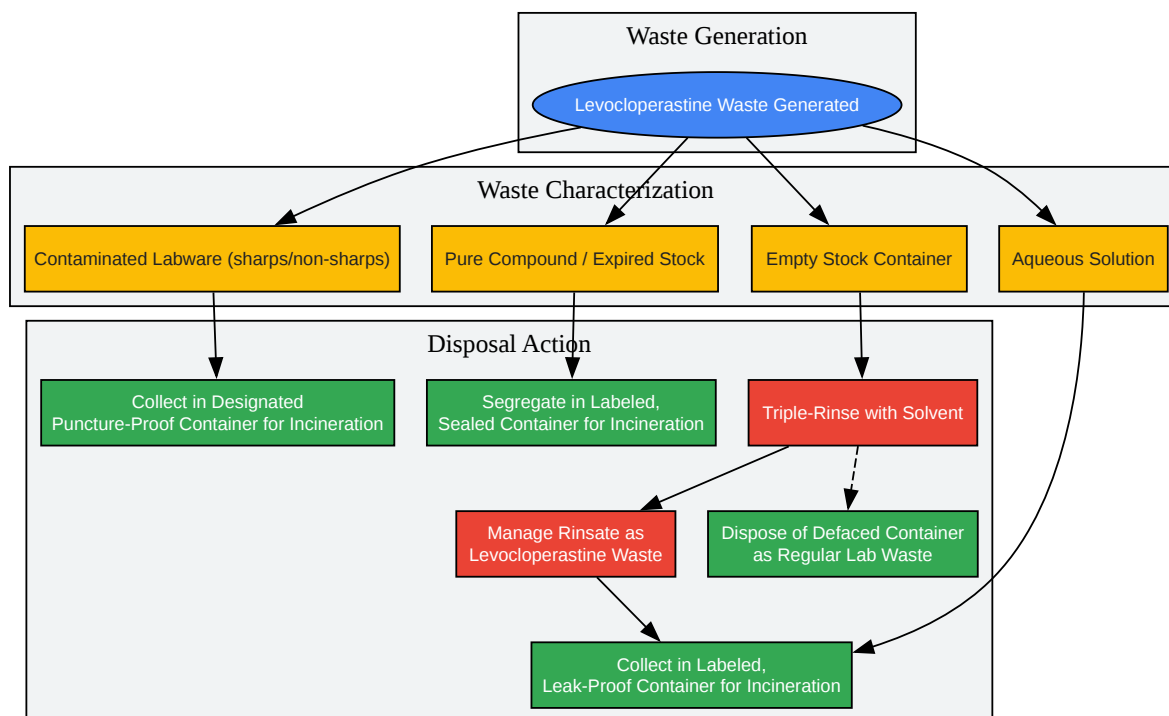 Waste Generation
Levocloperastine Waste Generated
Waste Characterization
Contaminated Labware (sharps/non-sharps)
Pure Compound / Expired Stock
Empty Stock Container
Aqueous Solution
Disposal Action
Collect in Designated
Puncture-Proof Container for Incineration
Segregate in Labeled,
Sealed Container for Incineration
Triple-Rinse with Solvent
Manage Rinsate as
Levocloperastine Waste
Dispose of Defaced Container
as Regular Lab Waste
Collect in Labeled,
Leak-Proof Container for Incineration